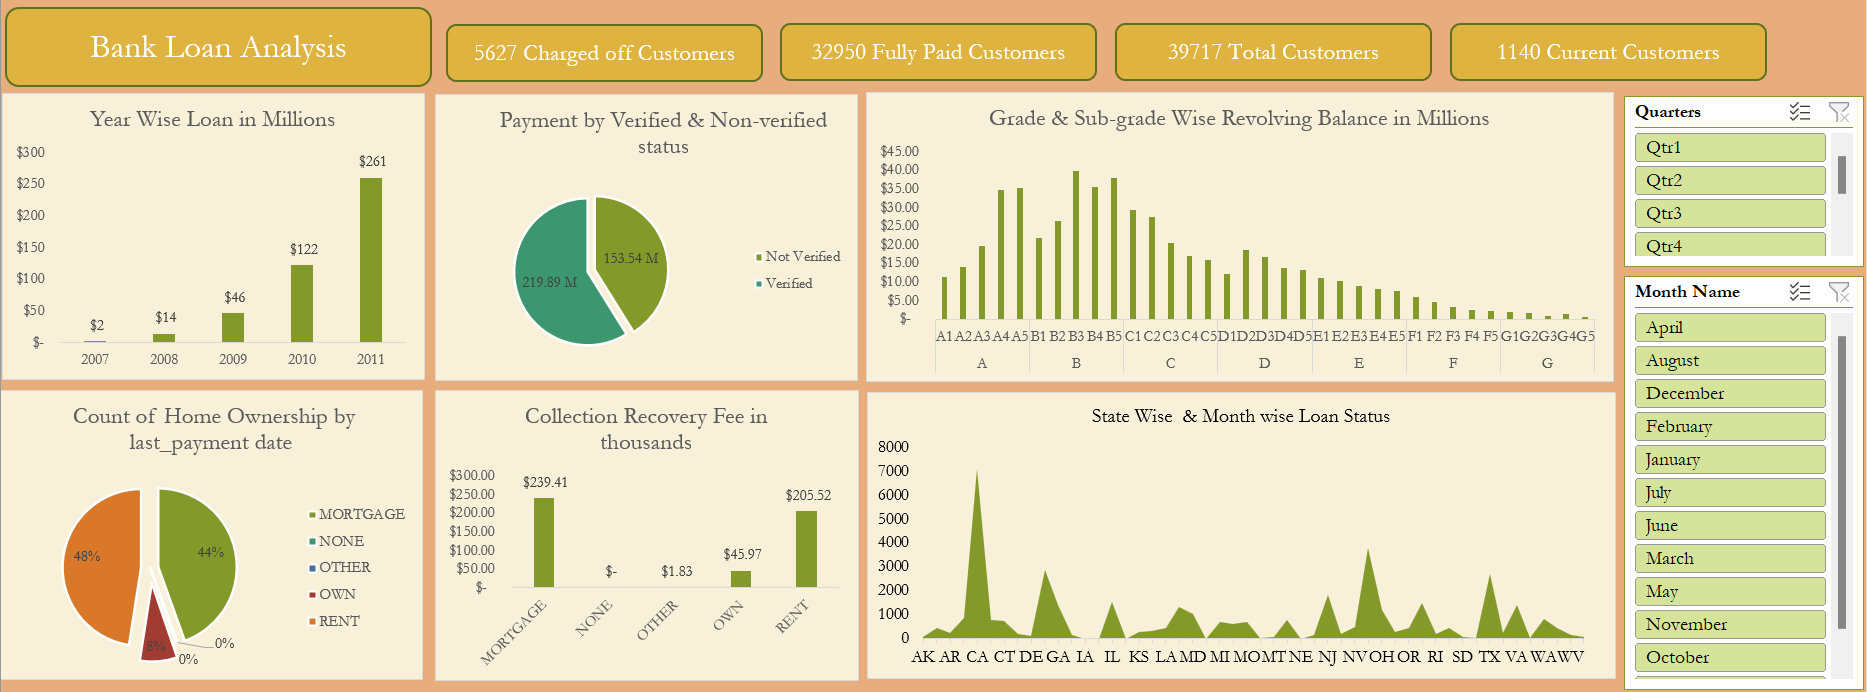 Bank Loan Analysis
5627 Charged off Customers
32950 Fully Paid Customers
39717 Total Customers
1140 Current Customers
Year Wise Loan in Millions
$300
$250
$200
$150
$100
$50
$-
$2
$14
$46
$122
$261
2007 2008 2009 2010 2011
Payment by Verified & Non-verified
status
153.54 M
219.89 M
Not Verified
Verified
Grade & Sub-grade Wise Revolving Balance in Millions
$45.00
$40.00
$35.00
$30.00
$25.00
$20.00
$15.00
$10.00
$5.00
$-
A1 A2 A3 A4 A5 B1 B2 B3 B4 B5 C1 C2 C3 C4 C5 D1 D2 D3 D4 D5 E1 E2 E3 E4 E5 F1 F2 F3 F4 F5 G1 G2 G3 G4 G5
A B C D E F G
Quarters
Qtr1
Qtr2
Qtr3
Qtr4
Count of Home Ownership by
last_payment date
48%
44%
8%
0%
0%
MORTGAGE
NONE
OTHER
OWN
RENT
Collection Recovery Fee in
thousands
$300.00
$250.00
$200.00
$150.00
$100.00
$50.00
$-
$239.41
$-
$1.83
$45.97
$205.52
MORTGAGE
NONE
OTHER
OWN
RENT
State Wise & Month wise Loan Status
8000
7000
6000
5000
4000
3000
2000
1000
0
AK AR CA CT DE GA IA IL KS LA MD MI MO MT NE NJ NV OH OR RI SD TX VA WA WV
Month Name
April
August
December
February
January
July
June
March
May
November
October